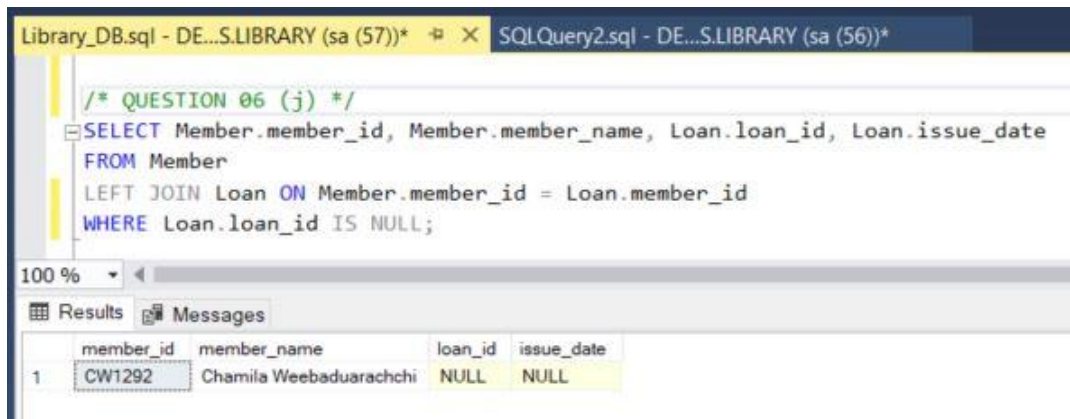 Library_DB.sql - DE...S.LIBRARY (sa (57))* SQLQuery2.sql - DE...S.LIBRARY (sa (56))*
/* QUESTION 06 (j) */
SELECT Member.member_id, Member.member_name, Loan.loan_id, Loan.issue_date
FROM Member
LEFT JOIN Loan ON Member.member_id = Loan.member_id
WHERE Loan.loan_id IS NULL;
100 %
Results Messages
member_id member_name loan_id issue_date
1 CW1292 Chamila Weebaduarachchi NULL NULL